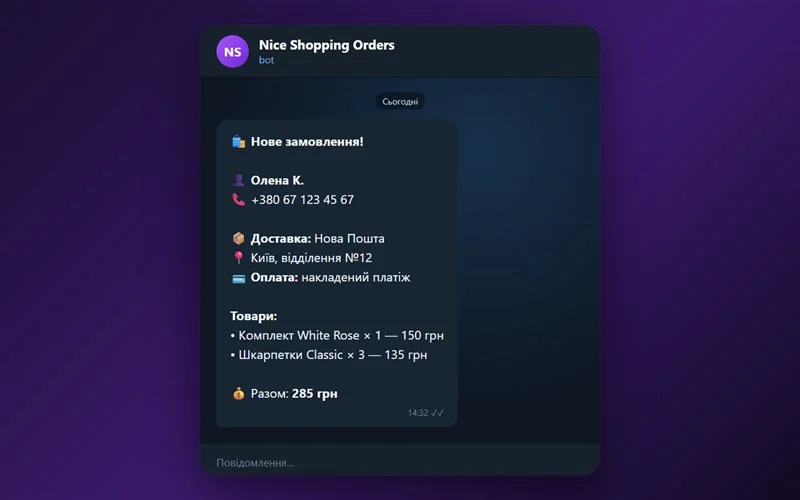 NS
Nice Shopping Orders
bot
Сьогодні
🛍️ Нове замовлення!
👤 Олена К.
📞 +380 67 123 45 67
📦 Доставка: Нова Пошта
📍 Київ, відділення №12
💳 Оплата: накладений платіж
Товари:
• Комплект White Rose × 1 — 150 грн
• Шкарпетки Classic × 3 — 135 грн
💰 Разом: 285 грн
14:32 ✓✓
Повідомлення...